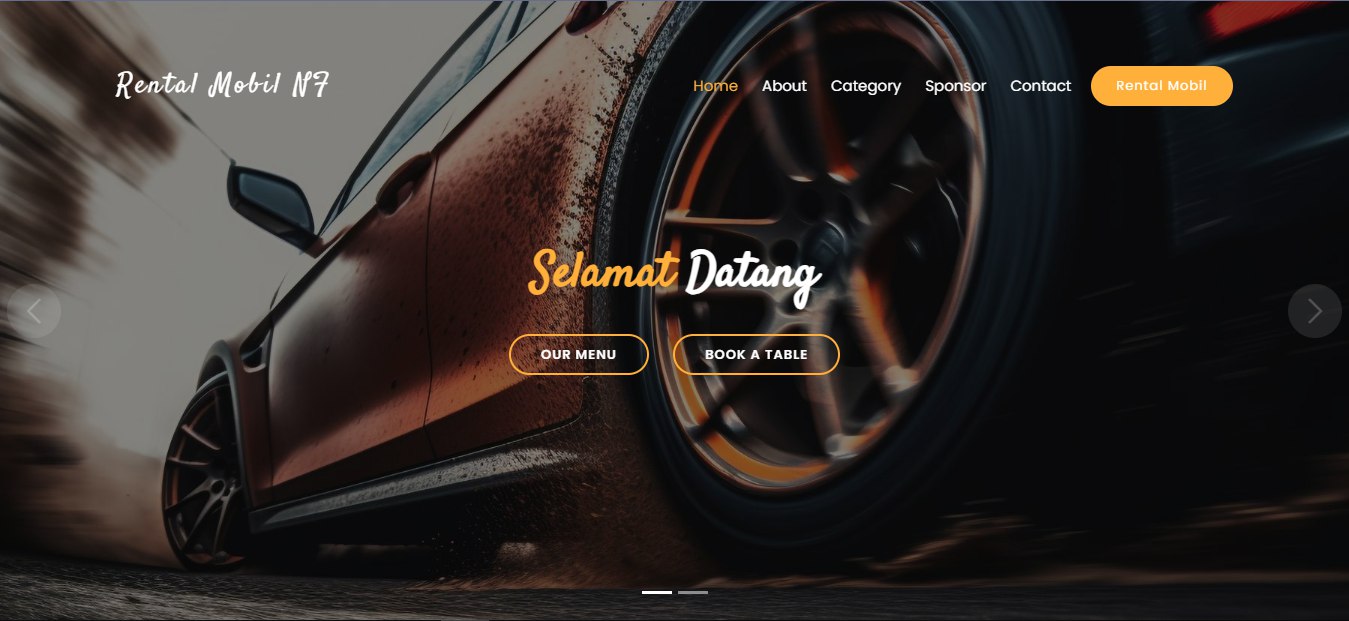 Rental Mobil NF
Home About Category Sponsor Contact Rental Mobil
Selamat Datang
OUR MENU BOOK A TABLE